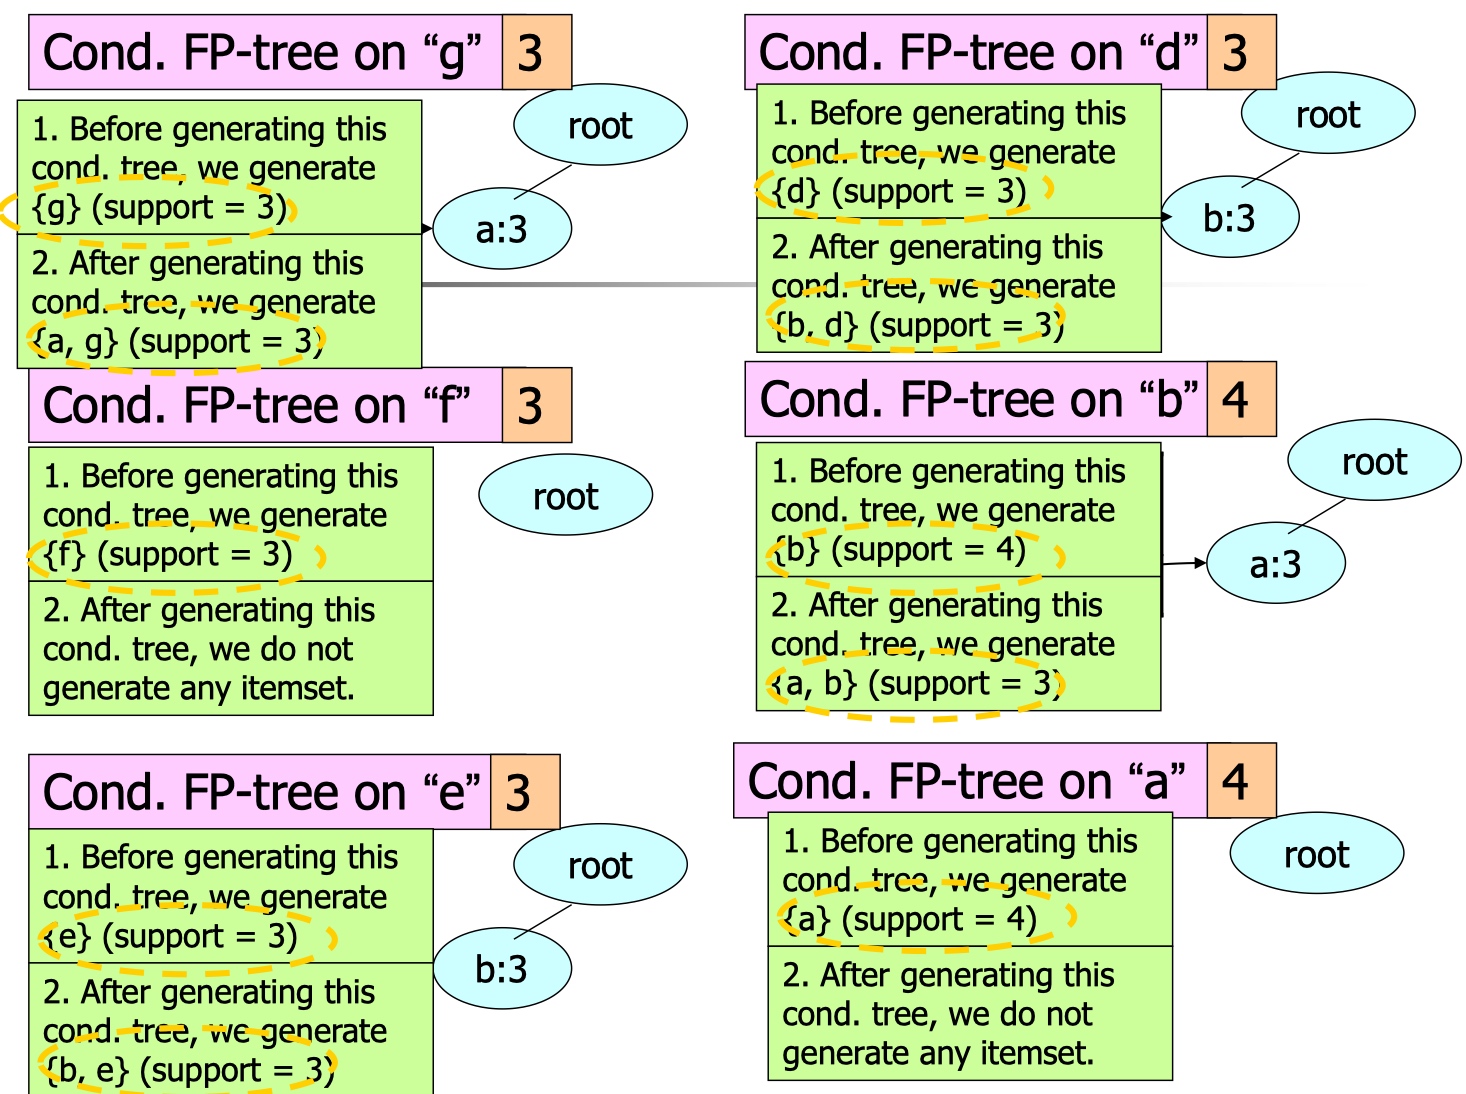 Cond. FP-tree on “g” 3
root
1. Before generating this
cond. tree, we generate
{g} (support = 3)
a:3
2. After generating this
cond. tree, we generate
{a, g} (support = 3)
Cond. FP-tree on “d” 3
root
1. Before generating this
cond. tree, we generate
{d} (support = 3)
b:3
2. After generating this
cond. tree, we generate
{b, d} (support = 3)
Cond. FP-tree on “f” 3
root
1. Before generating this
cond. tree, we generate
{f} (support = 3)
2. After generating this
cond. tree, we do not
generate any itemset.
Cond. FP-tree on “b” 4
root
1. Before generating this
cond. tree, we generate
{b} (support = 4)
a:3
2. After generating this
cond. tree, we generate
{a, b} (support = 3)
Cond. FP-tree on “e” 3
root
1. Before generating this
cond. tree, we generate
{e} (support = 3)
b:3
2. After generating this
cond. tree, we generate
{b, e} (support = 3)
Cond. FP-tree on “a” 4
root
1. Before generating this
cond. tree, we generate
{a} (support = 4)
2. After generating this
cond. tree, we do not
generate any itemset.